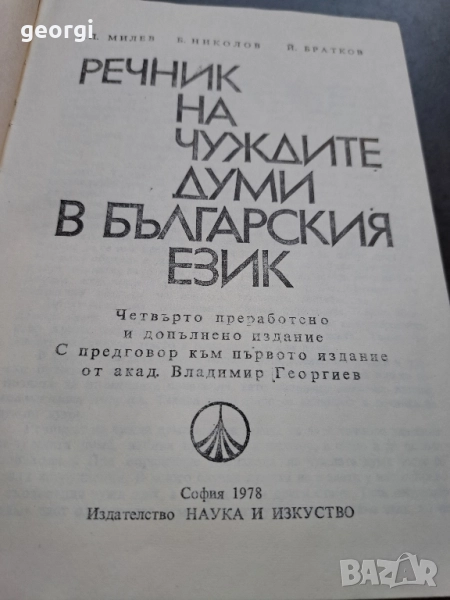 georgi
МИЛЕВ Б. НИКОЛОВ Й. БРАТКОВ
РЕЧНИК
НА
ЧУЖДИТЕ
ДУМИ
В БЪЛГАРСКИЯ
ЕЗИК
Четвърто преработено
и допълнено издание
С предговор към първото издание
от акад. Владимир Георгиев
София 1978
Издателство НАУКА И ИЗКУСТВО
BAZAR